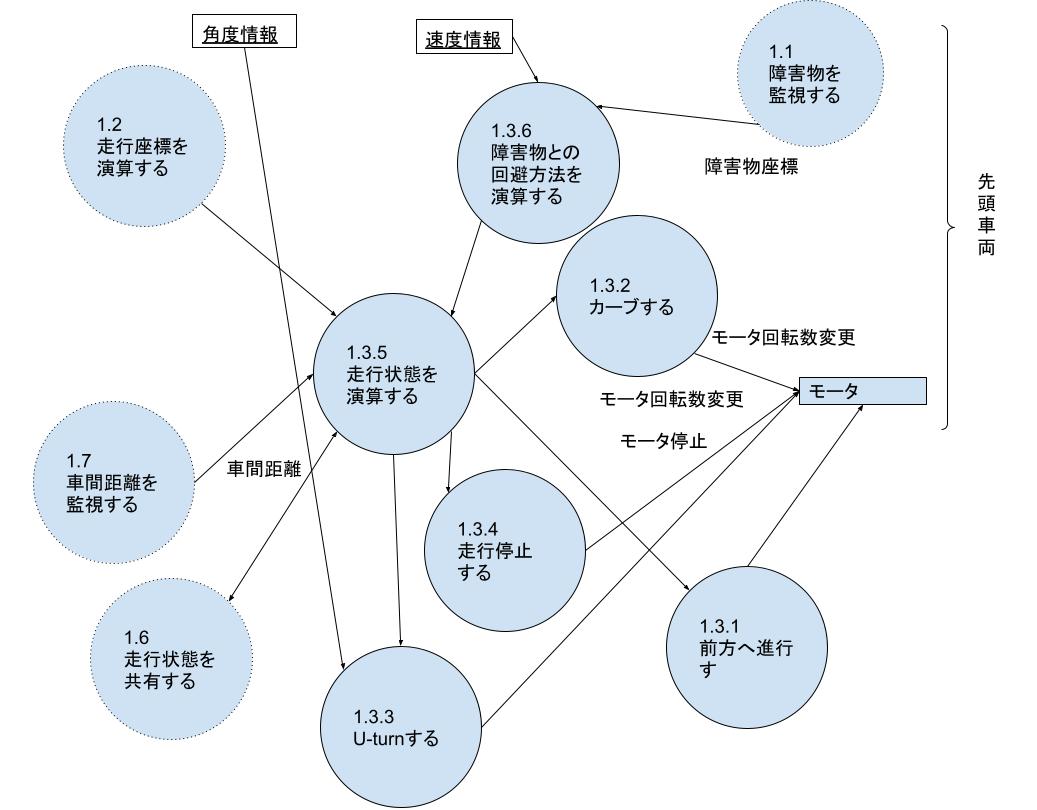 角度情報
速度情報
1.1
障害物を
監視する
1.2
走行座標を
演算する
1.3.6
障害物との
回避方法を
演算する
障害物座標
先
頭
車
両
1.3.2
カーブする
モータ回転数変更
1.3.5
走行状態を
演算する
モータ
モータ回転数変更
モータ停止
1.7
車間距離を
監視する
車間距離
1.3.4
走行停止
する
1.6
走行状態を
共有する
1.3.1
前方へ進行
す
1.3.3
U-turnする